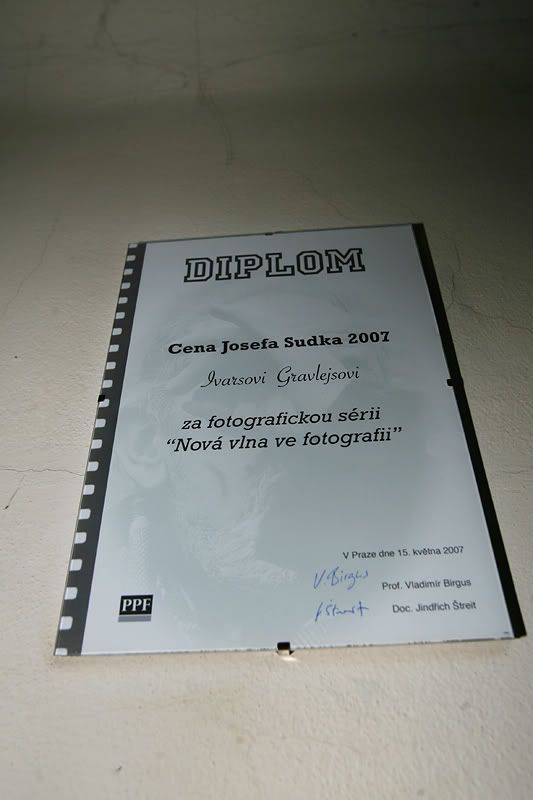 DIPLOM
Cena Josefa Sudka 2007
Ivarsovi Gravlejsovi
za fotografickou sérii
“Nová vlna ve fotografii”
V Praze dne 15. května 2007
V. Birgus
Prof. Vladimír Birgus
Doc. Jindřich Štreit
PPF